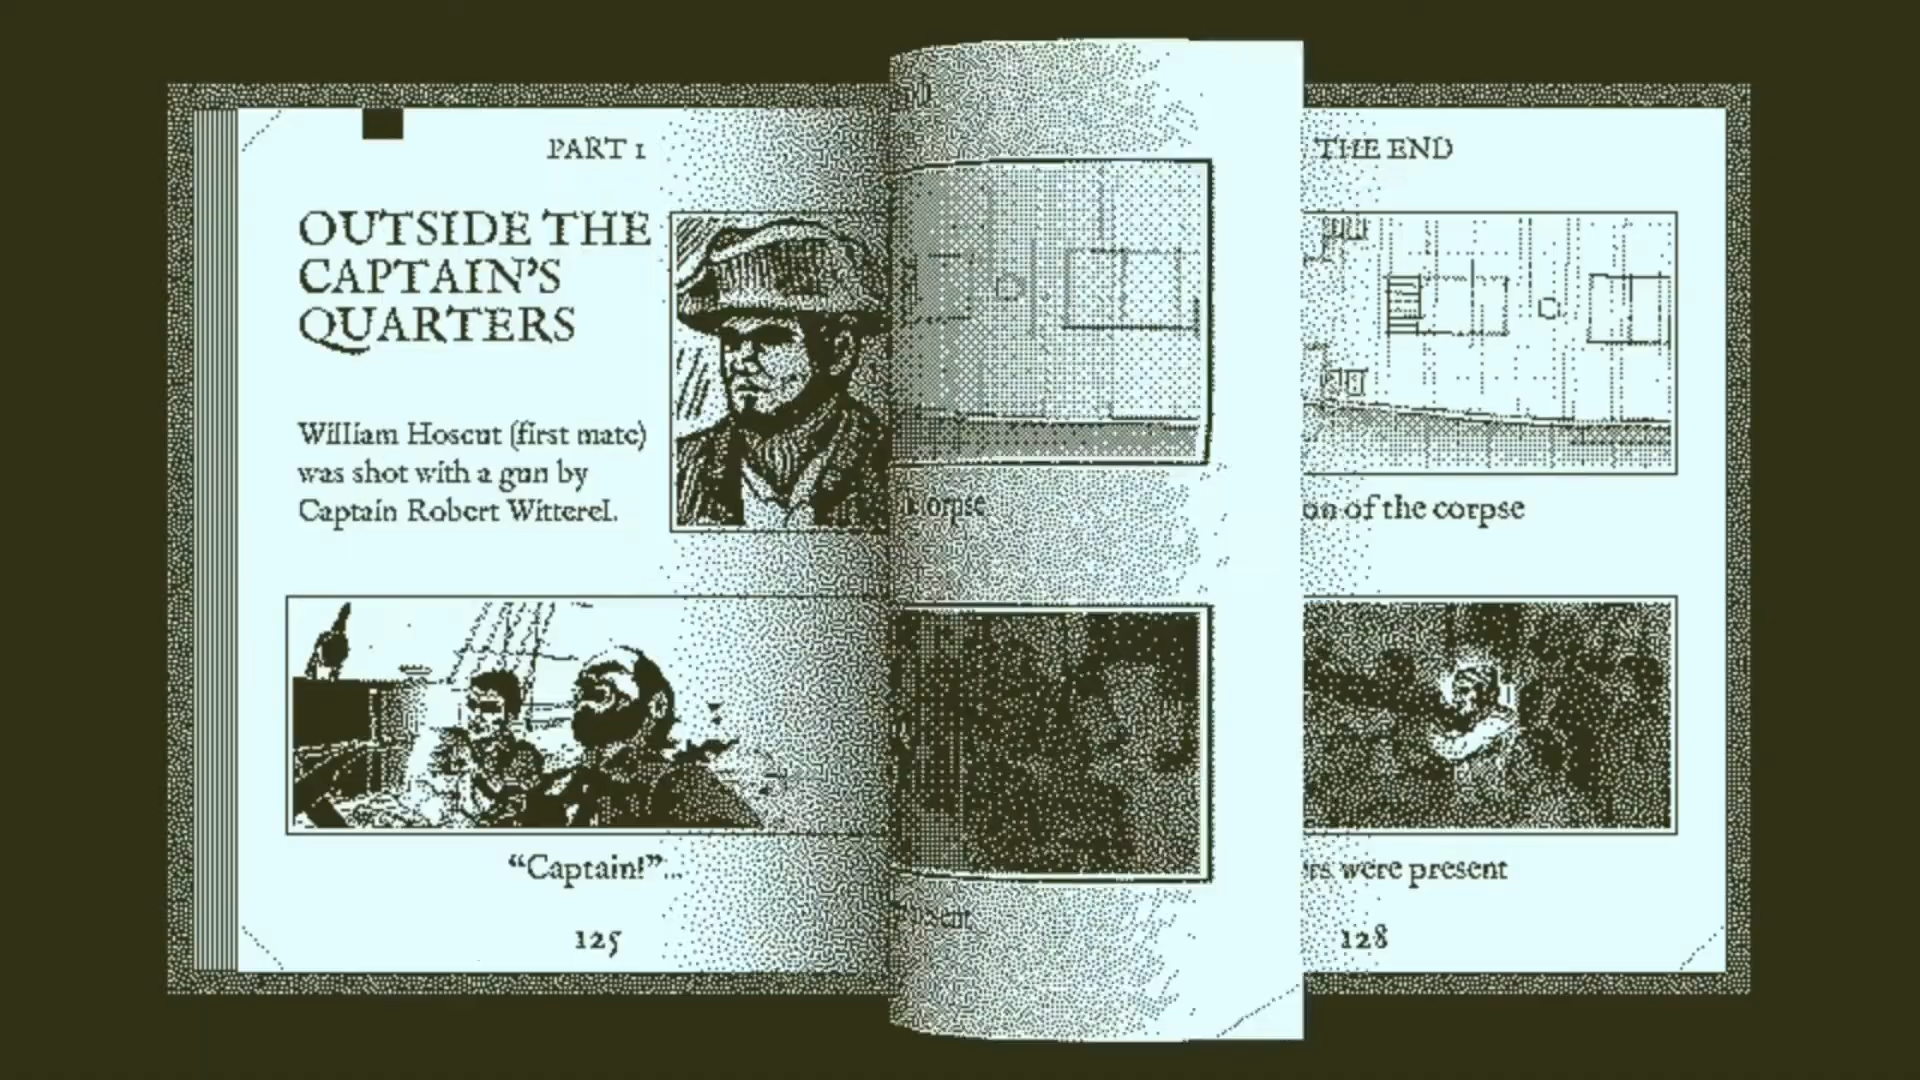 PART 1
OUTSIDE THE
CAPTAIN'S
QUARTERS
William Hoscut (first mate)
was shot with a gun by
Captain Robert Witterel.
“Captain!”...
125
corpse
THE END
of the corpse
were present
128